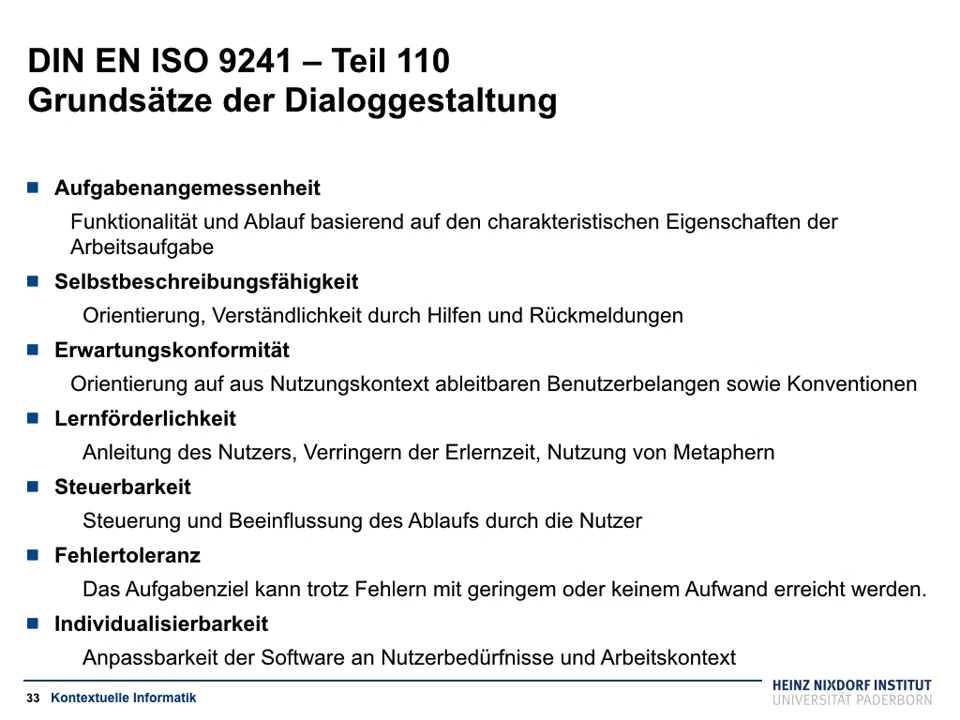 DIN EN ISO 9241 – Teil 110
Grundsätze der Dialoggestaltung
Aufgabenangemessenheit
Funktionalität und Ablauf basierend auf den charakteristischen Eigenschaften der
Arbeitsaufgabe
Selbstbeschreibungsfähigkeit
Orientierung, Verständlichkeit durch Hilfen und Rückmeldungen
Erwartungskonformität
Orientierung auf aus Nutzungskontext ableitbaren Benutzerbelangen sowie Konventionen
Lernförderlichkeit
Anleitung des Nutzers, Verringern der Erlernzeit, Nutzung von Metaphern
Steuerbarkeit
Steuerung und Beeinflussung des Ablaufs durch die Nutzer
Fehlertoleranz
Das Aufgabenziel kann trotz Fehlern mit geringem oder keinem Aufwand erreicht werden.
Individualisierbarkeit
Anpassbarkeit der Software an Nutzerbedürfnisse und Arbeitskontext
33 Kontextuelle Informatik
HEINZ NIXDORF INSTITUT
UNIVERSITÄT PADERBORN